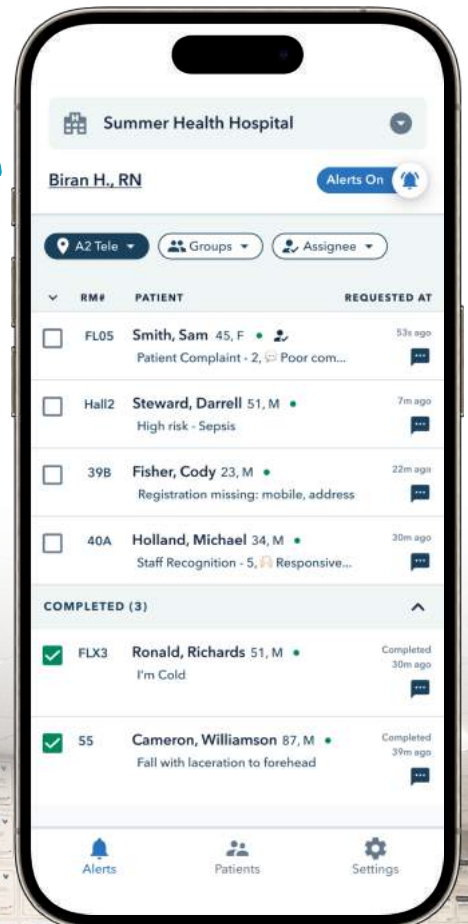 Summer Health Hospital
Biran H., RN
Alerts On
A2 Tele
Groups
Assignee
RM# PATIENT REQUESTED AT
FL05 Smith, Sam 45, F 53s ago
Patient Complaint - 2, Poor com...
Hall2 Steward, Darrell 51, M 7m ago
High risk - Sepsis
39B Fisher, Cody 23, M 22m ago
Registration missing: mobile, address
40A Holland, Michael 34, M 30m ago
Staff Recognition - 5, Responsive...
COMPLETED (3)
FLX3 Ronald, Richards 51, M Completed
30m ago
I'm Cold
55 Cameron, Williamson 87, M Completed
39m ago
Fall with laceration to forehead
Alerts Patients Settings